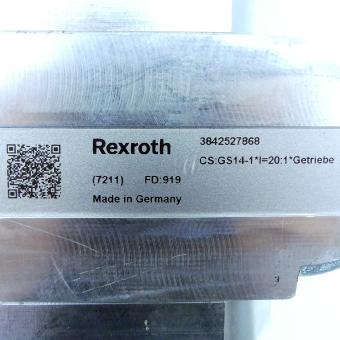 Rexroth
3842527868
CS:GS14-1*I=20:1*Getriebe
(7211) FD:919
Made in Germany